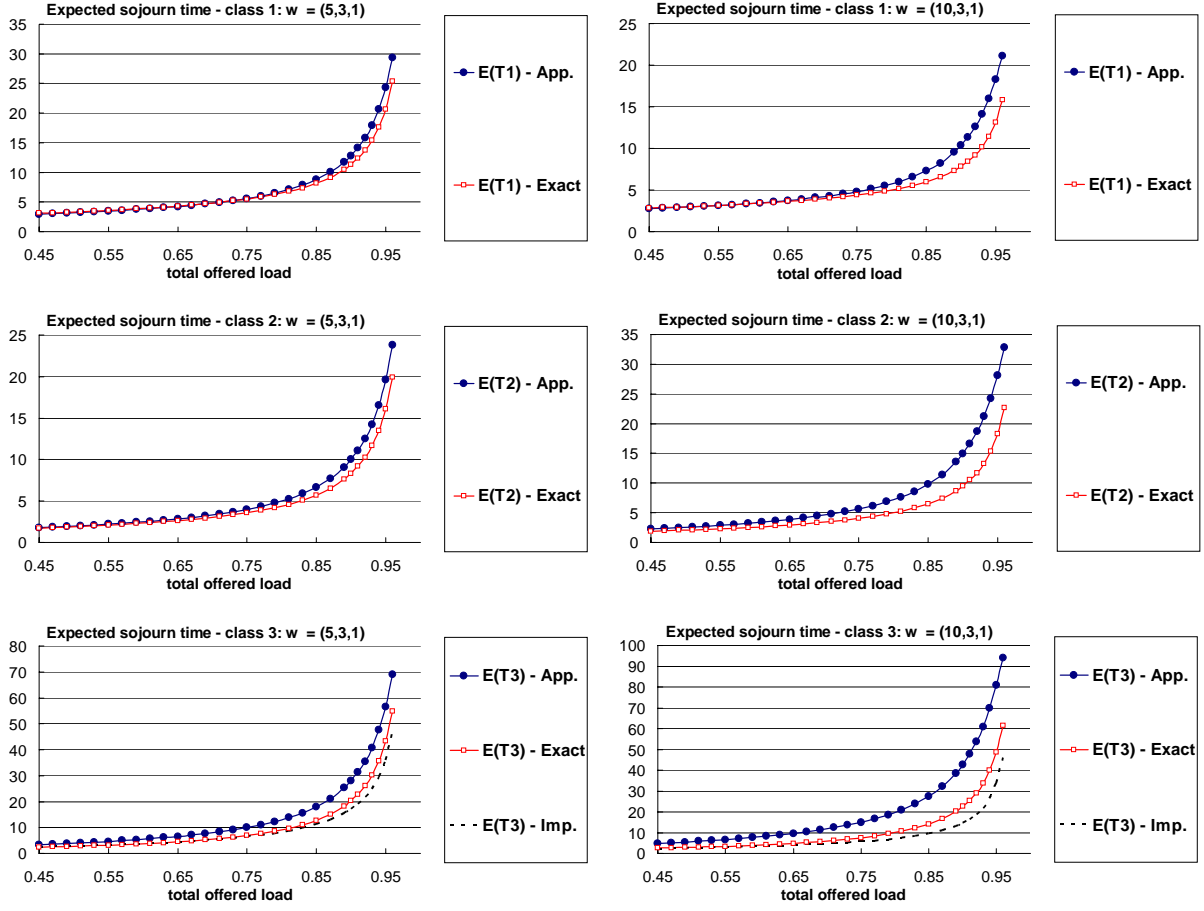 Expected sojourn time - class 1: w = (5,3,1)
35
30
25
20
15
10
5
0
0.45 0.55 0.65 0.75 0.85 0.95
total offered load
E(T1) - App.
E(T1) - Exact
Expected sojourn time - class 1: w = (10,3,1)
25
20
15
10
5
0
0.45 0.55 0.65 0.75 0.85 0.95
total offered load
E(T1) - App.
E(T1) - Exact
Expected sojourn time - class 2: w = (5,3,1)
25
20
15
10
5
0
0.45 0.55 0.65 0.75 0.85 0.95
total offered load
E(T2) - App.
E(T2) - Exact
Expected sojourn time - class 2: w = (10,3,1)
35
30
25
20
15
10
5
0
0.45 0.55 0.65 0.75 0.85 0.95
total offered load
E(T2) - App.
E(T2) - Exact
Expected sojourn time - class 3: w = (5,3,1)
80
70
60
50
40
30
20
10
0
0.45 0.55 0.65 0.75 0.85 0.95
total offered load
E(T3) - App.
E(T3) - Exact
E(T3) - Imp.
Expected sojourn time - class 3: w = (10,3,1)
100
90
80
70
60
50
40
30
20
10
0
0.45 0.55 0.65 0.75 0.85 0.95
total offered load
E(T3) - App.
E(T3) - Exact
E(T3) - Imp.